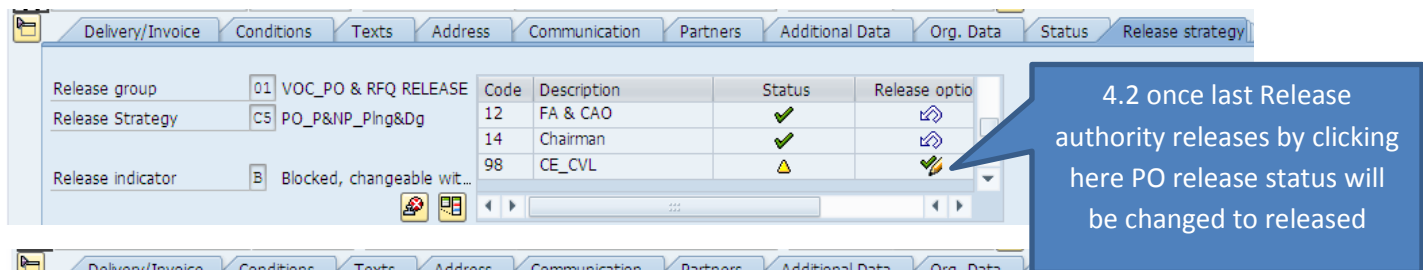 Delivery/Invoice Conditions Texts Address Communication Partners Additional Data Org. Data Status Release strategy
Release group 01 VOC_PO & RFQ RELEASE
Release Strategy C5 PO_P&NP_Plng&Dg
Release indicator B Blocked, changeable wit...
Code Description Status Release optio
12 FA & CAO
14 Chairman
98 CE_CVL
4.2 once last Release
authority releases by clicking
here PO release status will
be changed to released
Delivery/Invoice Conditions Texts Address Communication Partners Additional Data Org. Data